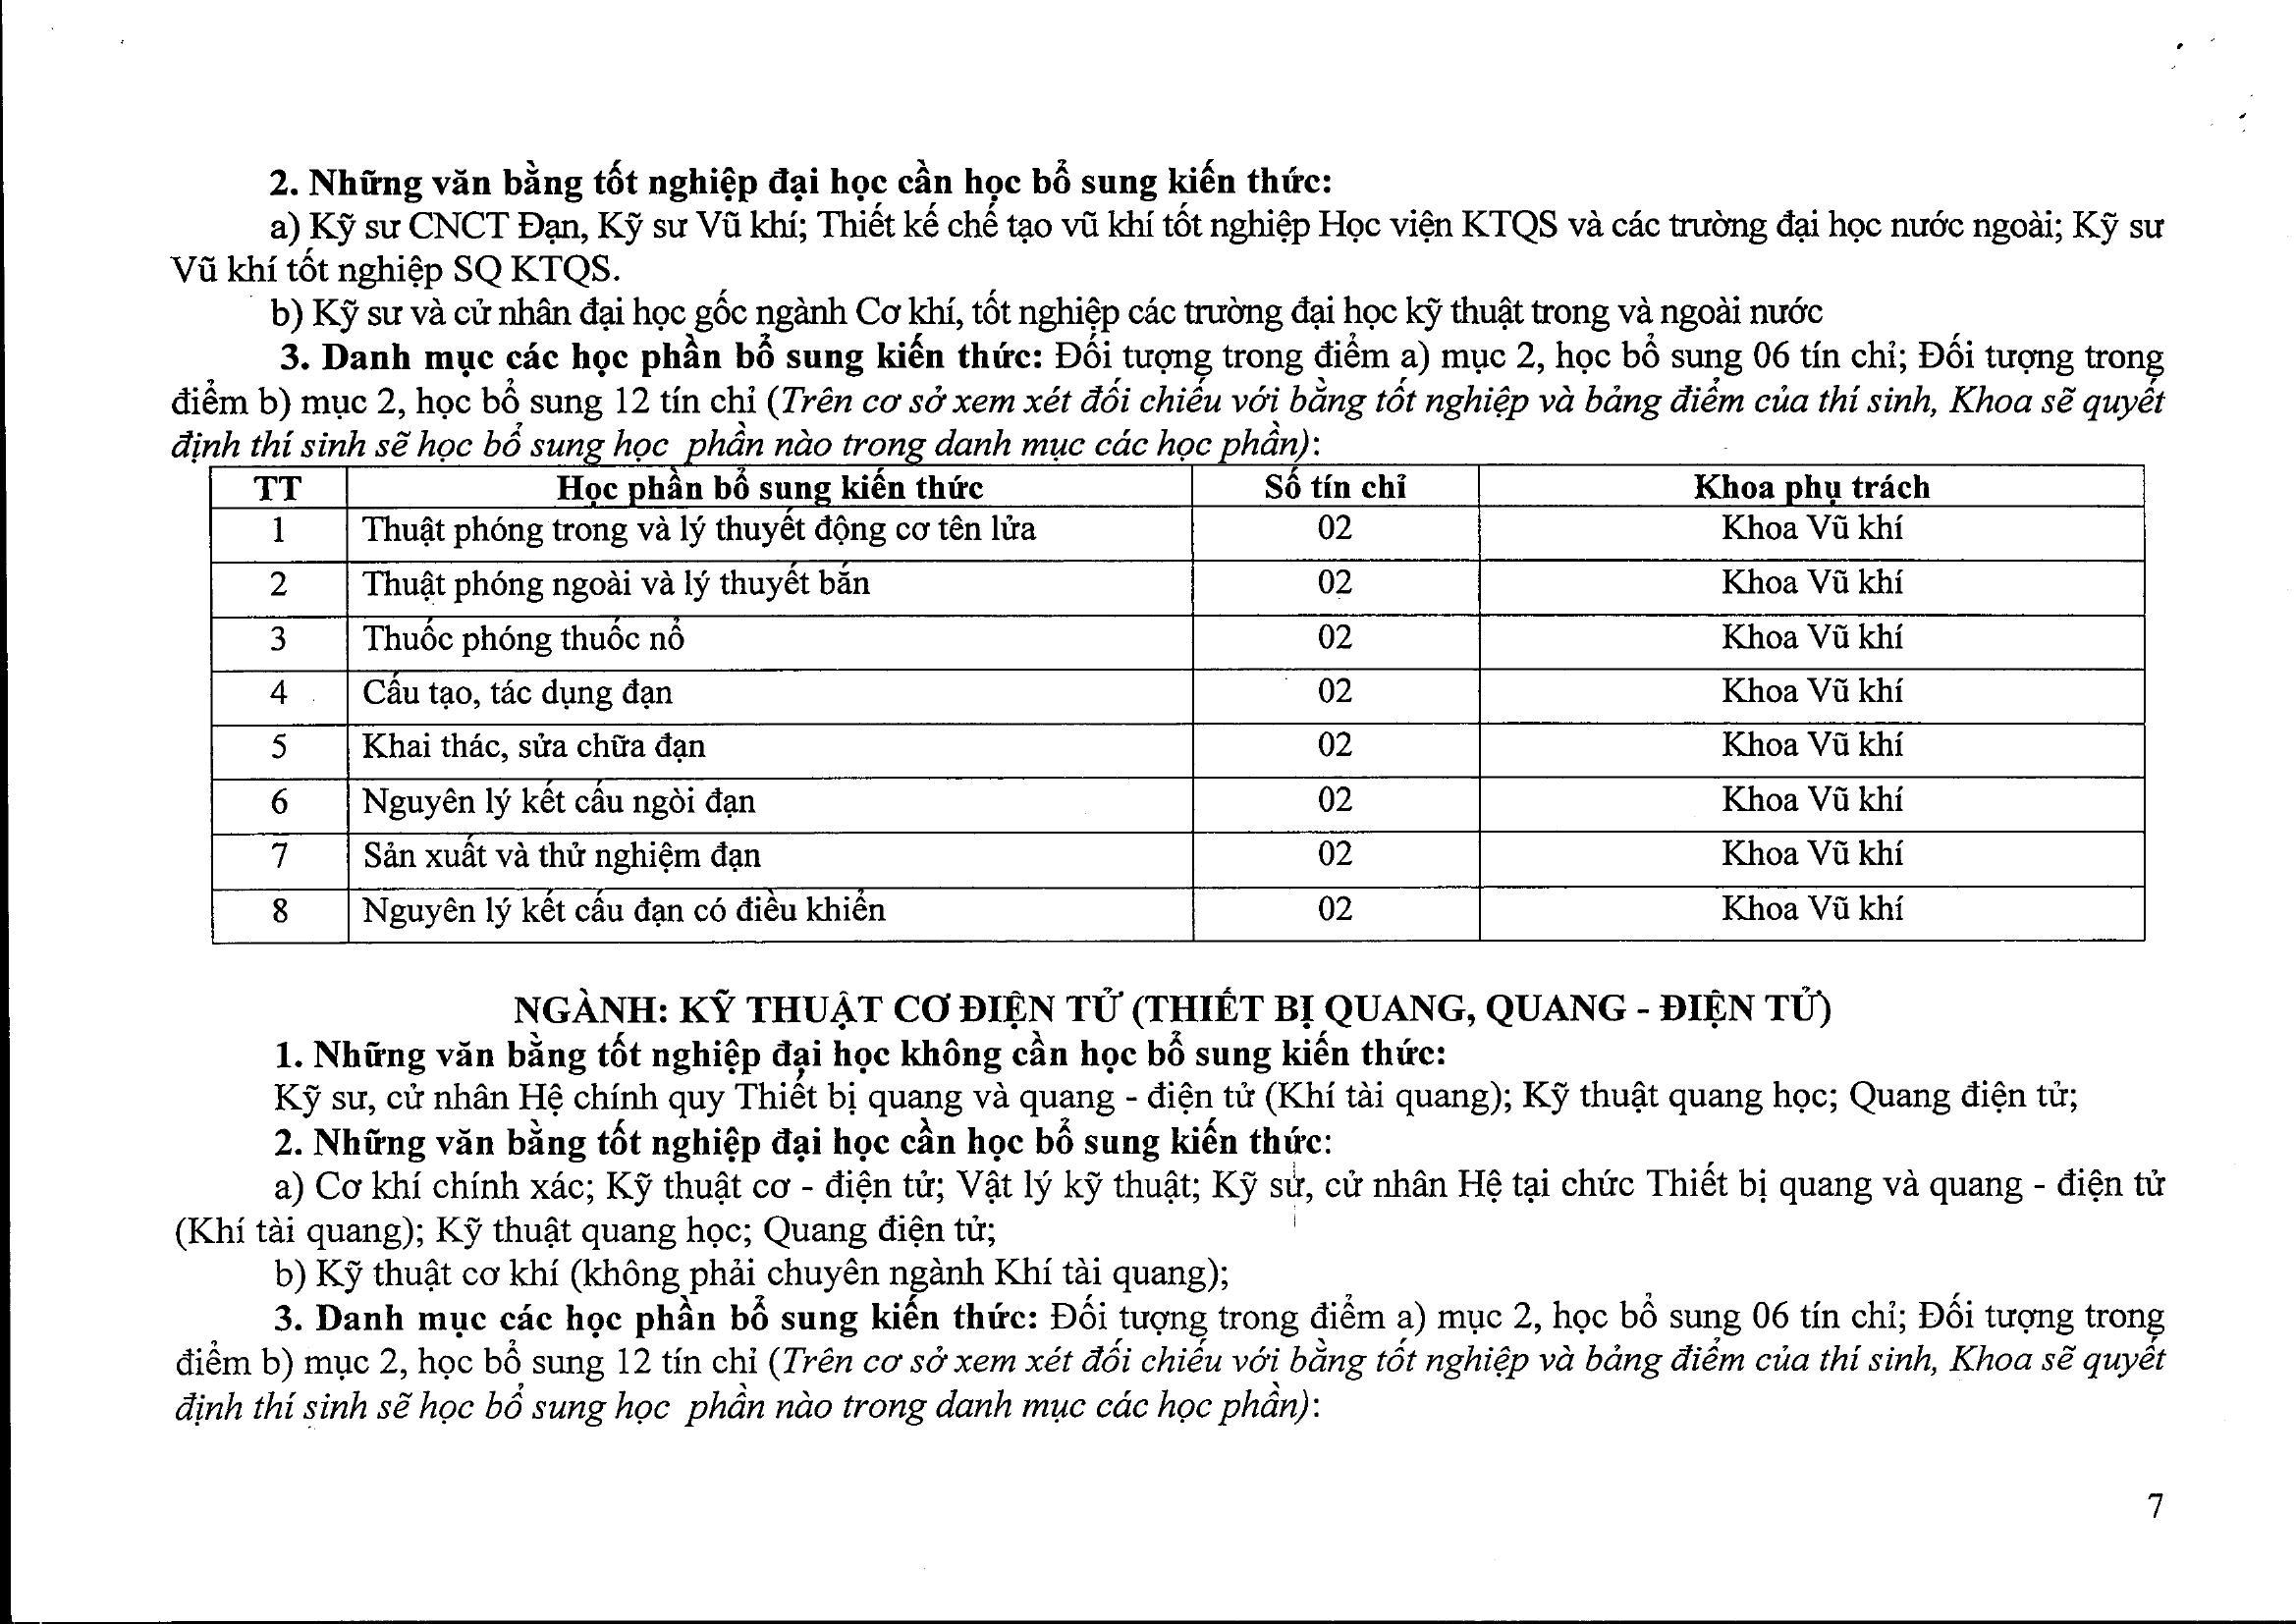 2. Những văn bằng tốt nghiệp đại học cần học bổ sung kiến thức:
a) Kỹ sư CNCT Đạn, Kỹ sư Vũ khí; Thiết kế chế tạo vũ khí tốt nghiệp Học viện KTQS và các trường đại học nước ngoài; Kỹ sư
Vũ khí tốt nghiệp SQ KTQS.
b) Kỹ sư và cử nhân đại học gốc ngành Cơ khí, tốt nghiệp các trường đại học kỹ thuật trong và ngoài nước
3. Danh mục các học phần bổ sung kiến thức: Đối tượng trong điểm a) mục 2, học bổ sung 06 tín chỉ; Đối tượng trong
điểm b) mục 2, học bổ sung 12 tín chỉ (Trên cơ sở xem xét đối chiếu với bằng tốt nghiệp và bảng điểm của thí sinh, Khoa sẽ quyết
định thí sinh sẽ học bổ sung học phần nào trong danh mục các học phần):
TT Học phần bổ sung kiến thức Số tín chỉ Khoa phụ trách
1 Thuật phóng trong và lý thuyết động cơ tên lửa 02 Khoa Vũ khí
2 Thuật phóng ngoài và lý thuyết bắn 02 Khoa Vũ khí
3 Thuốc phóng thuốc nổ 02 Khoa Vũ khí
4 Cấu tạo, tác dụng đạn 02 Khoa Vũ khí
5 Khai thác, sửa chữa đạn 02 Khoa Vũ khí
6 Nguyên lý kết cấu ngòi đạn 02 Khoa Vũ khí
7 Sản xuất và thử nghiệm đạn 02 Khoa Vũ khí
8 Nguyên lý kết cấu đạn có điều khiển 02 Khoa Vũ khí
NGÀNH: KỸ THUẬT CƠ ĐIỆN TỬ (THIẾT BỊ QUANG, QUANG - ĐIỆN TỬ)
1. Những văn bằng tốt nghiệp đại học không cần học bổ sung kiến thức:
Kỹ sư, cử nhân Hệ chính quy Thiết bị quang và quang - điện tử (Khí tài quang); Kỹ thuật quang học; Quang điện tử;
2. Những văn bằng tốt nghiệp đại học cần học bổ sung kiến thức:
a) Cơ khí chính xác; Kỹ thuật cơ - điện tử; Vật lý kỹ thuật; Kỹ sư, cử nhân Hệ tại chức Thiết bị quang và quang - điện tử
(Khí tài quang); Kỹ thuật quang học; Quang điện tử;
b) Kỹ thuật cơ khí (không phải chuyên ngành Khí tài quang);
3. Danh mục các học phần bổ sung kiến thức: Đối tượng trong điểm a) mục 2, học bổ sung 06 tín chỉ; Đối tượng trong
điểm b) mục 2, học bổ sung 12 tín chỉ (Trên cơ sở xem xét đối chiếu với bằng tốt nghiệp và bảng điểm của thí sinh, Khoa sẽ quyết
định thí sinh sẽ học bổ sung học phần nào trong danh mục các học phần):
7